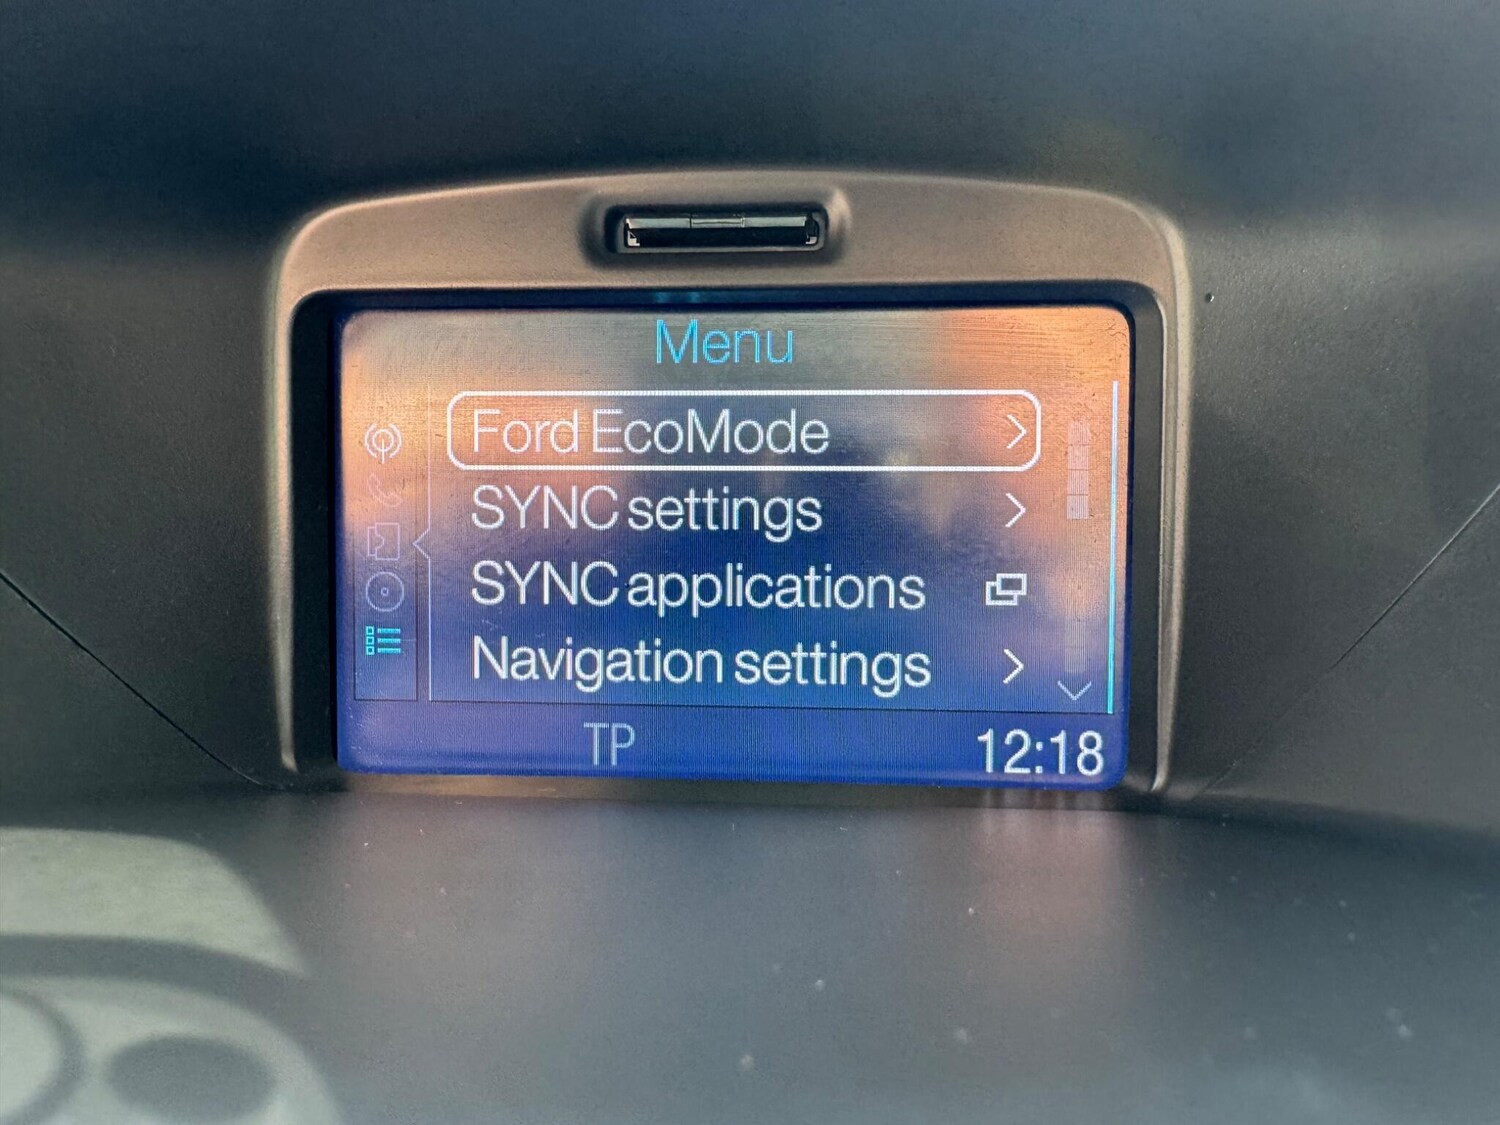 Menu
Ford EcoMode
SYNC settings
SYNC applications
Navigation settings
TP
12:18